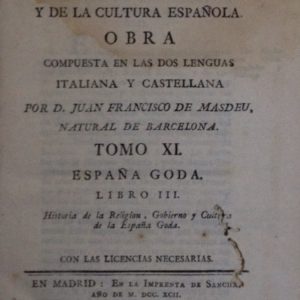 Y DE LA CULTURA ESPAÑOLA.
OBRA
COMPUESTA EN LAS DOS LENGUAS
ITALIANA Y CASTELLANA
POR D. JUAN FRANCISCO DE MASDEU,
NATURAL DE BARCELONA.
TOMO XI.
ESPAÑA GODA.
LIBRO III.
Historia de la Religion, Gobierno y Cultura
de la España Goda.
CON LAS LICENCIAS NECESARIAS.
EN MADRID: EN LA IMPRENTA DE SANCHA.
AÑO DE M. DCC. XCII.